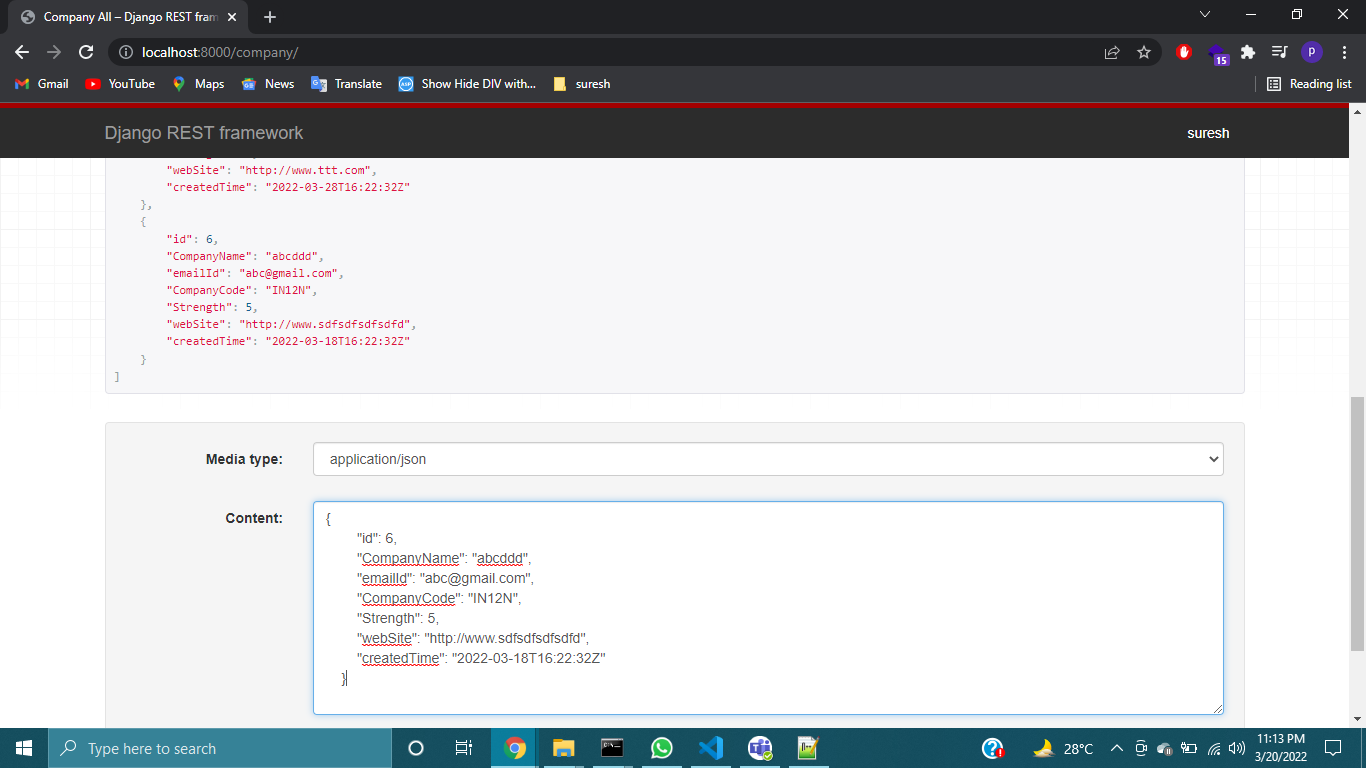 Company All – Django REST fram
localhost:8000/company/
15
p
Gmail
YouTube
Maps
News
Translate
Show Hide DIV with...
suresh
Reading list
Django REST framework
suresh
"webSite": "http://www.ttt.com",
"createdTime": "2022-03-28T16:22:32Z"
},
{
"id": 6,
"CompanyName": "abcddd",
"emailId": "abc@gmail.com",
"CompanyCode": "IN12N",
"Strength": 5,
"webSite": "http://www.sdfsdfsdfsdfd",
"createdTime": "2022-03-18T16:22:32Z"
}
]
Media type:
application/json
Content:
{
"id": 6,
"CompanyName": "abcddd",
"emailId": "abc@gmail.com",
"CompanyCode": "IN12N",
"Strength": 5,
"webSite": "http://www.sdfsdfsdfsdfd",
"createdTime": "2022-03-18T16:22:32Z"
}
Type here to search
28°C
11:13 PM
3/20/2022